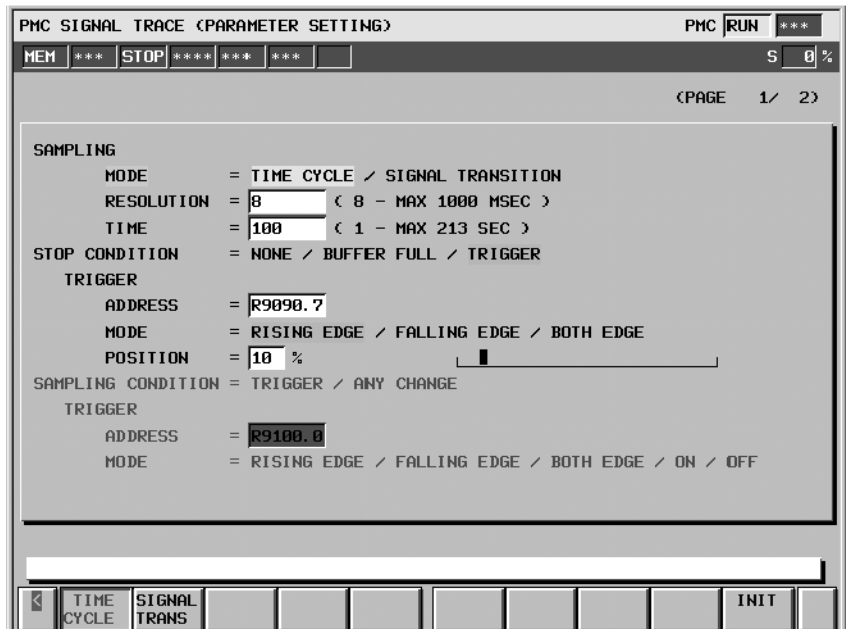 PMC SIGNAL TRACE (PARAMETER SETTING) PMC RUN ***
MEM *** STOP **** *** *** S 0 %
(PAGE 1/ 2)
SAMPLING
MODE = TIME CYCLE / SIGNAL TRANSITION
RESOLUTION = 8 ( 8 - MAX 1000 MSEC )
TIME = 100 ( 1 - MAX 213 SEC )
STOP CONDITION = NONE / BUFFER FULL / TRIGGER
TRIGGER
ADDRESS = R9090.7
MODE = RISING EDGE / FALLING EDGE / BOTH EDGE
POSITION = 10 %
SAMPLING CONDITION = TRIGGER / ANY CHANGE
TRIGGER
ADDRESS = R9100.0
MODE = RISING EDGE / FALLING EDGE / BOTH EDGE / ON / OFF
< TIME CYCLE SIGNAL TRANS INIT